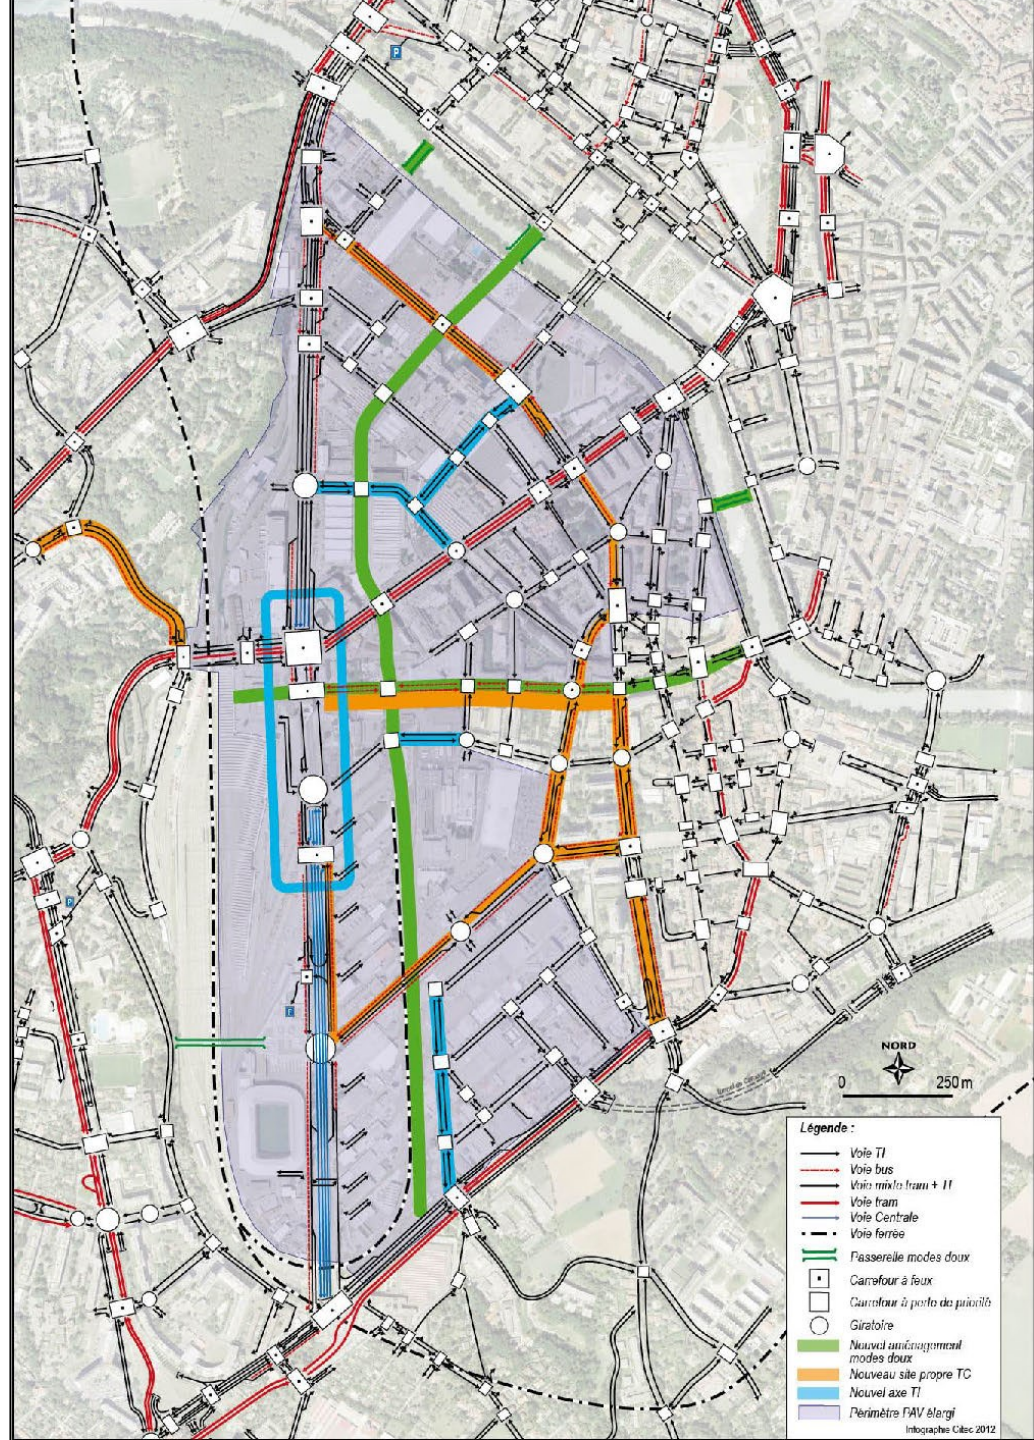 P
P
NORD
0 250 m
Légende :
Voie TI
Voie bus
Voie mixte tram + TI
Voie tram
Voie Centrale
Voie ferrée
Passerelle modes doux
Carrefour à feux
Carrefour à perte de priorité
Giratoire
Nouvel aménagement
modes doux
Nouveau site propre TC
Nouvel axe TI
Périmètre PAV élargi
Infographie Citec 2012